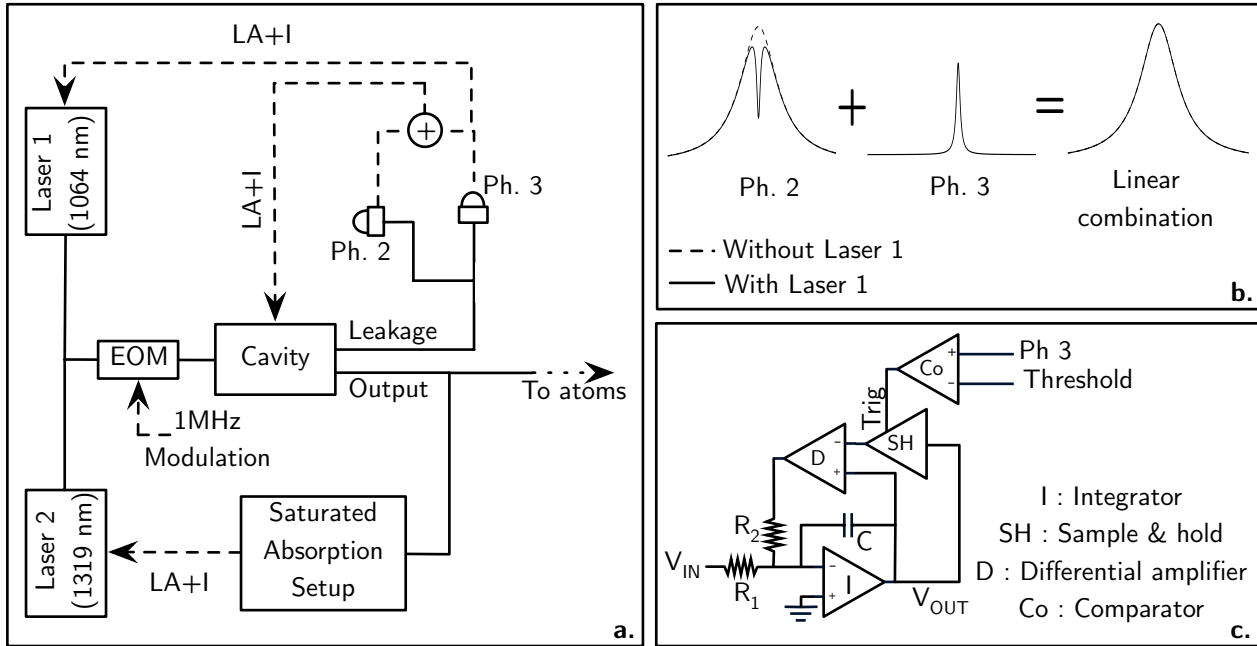 LA+I
Laser 1
(1064 nm)
LA+I
+
Ph. 3
Ph. 2
EOM
Cavity
Leakage
Output
To atoms
1MHz
Modulation
Laser 2
(1319 nm)
LA+I
Saturated
Absorption
Setup
a.
+
=
Ph. 2
Ph. 3
Linear
combination
Without Laser 1
With Laser 1
b.
Ph 3
Threshold
+
-
Co
Trig
SH
D
-
+
R2
C
VIN
R1
-
+
I
VOUT
I : Integrator
SH : Sample & hold
D : Differential amplifier
Co : Comparator
c.